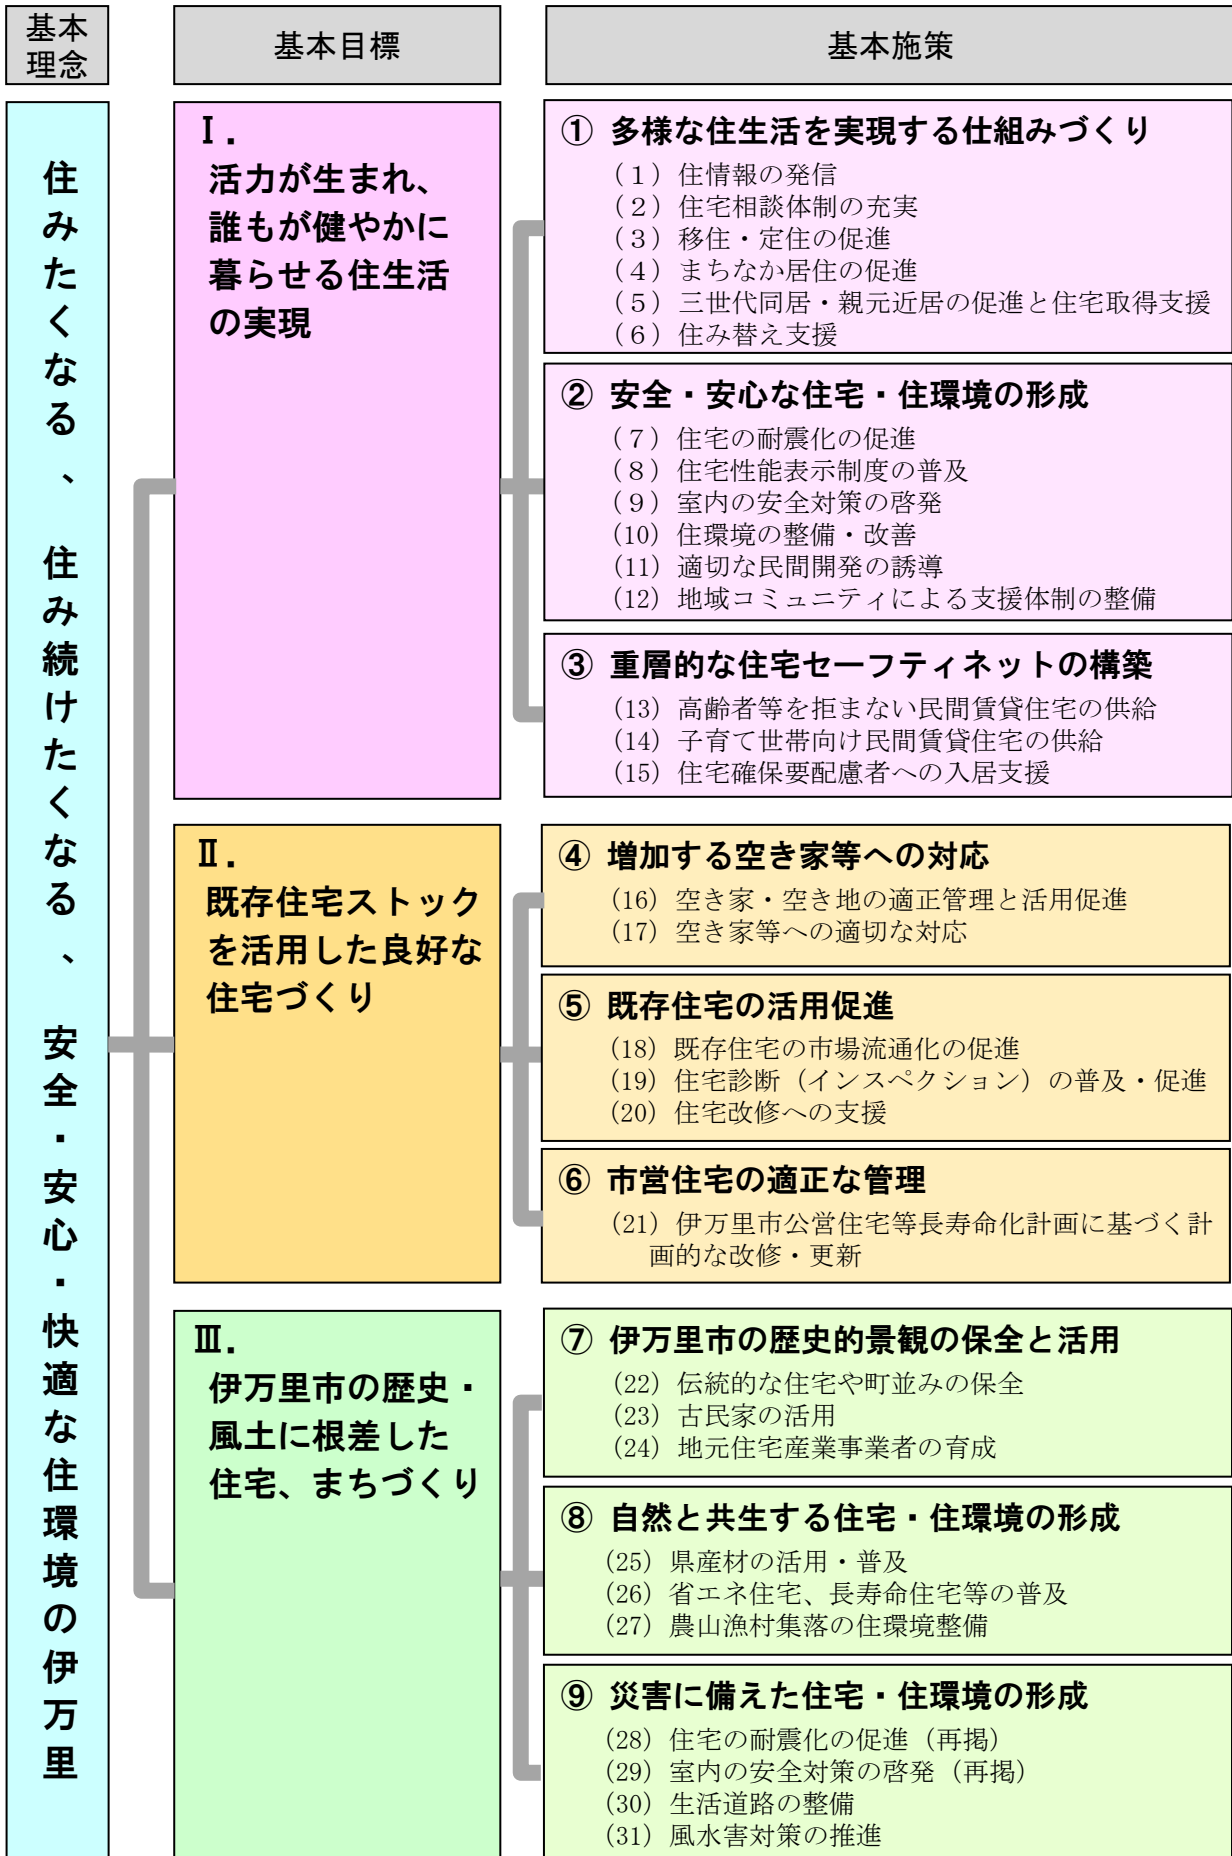 基本
理念
基本目標
基本施策
住みたくなる、住み続けたくなる、安全・安心・快適な住環境の伊万里
Ⅰ．
活力が生まれ、
誰もが健やかに
暮らせる住生活
の実現
① 多様な住生活を実現する仕組みづくり
（１）住情報の発信
（２）住宅相談体制の充実
（３）移住・定住の促進
（４）まちなか居住の促進
（５）三世代同居・親元近居の促進と住宅取得支援
（６）住み替え支援
② 安全・安心な住宅・住環境の形成
（７）住宅の耐震化の促進
（８）住宅性能表示制度の普及
（９）室内の安全対策の啓発
(10) 住環境の整備・改善
(11) 適切な民間開発の誘導
(12) 地域コミュニティによる支援体制の整備
③ 重層的な住宅セーフティネットの構築
(13) 高齢者等を拒まない民間賃貸住宅の供給
(14) 子育て世帯向け民間賃貸住宅の供給
(15) 住宅確保要配慮者への入居支援
Ⅱ．
既存住宅ストック
を活用した良好な
住宅づくり
④ 増加する空き家等への対応
(16) 空き家・空き地の適正管理と活用促進
(17) 空き家等への適切な対応
⑤ 既存住宅の活用促進
(18) 既存住宅の市場流通化の促進
(19) 住宅診断（インスペクション）の普及・促進
(20) 住宅改修への支援
⑥ 市営住宅の適正な管理
(21) 伊万里市公営住宅等長寿命化計画に基づく計
画的な改修・更新
Ⅲ．
伊万里市の歴史・
風土に根差した
住宅、まちづくり
⑦ 伊万里市の歴史的景観の保全と活用
(22) 伝統的な住宅や町並みの保全
(23) 古民家の活用
(24) 地元住宅産業事業者の育成
⑧ 自然と共生する住宅・住環境の形成
(25) 県産材の活用・普及
(26) 省エネ住宅、長寿命住宅等の普及
(27) 農山漁村集落の住環境整備
⑨ 災害に備えた住宅・住環境の形成
(28) 住宅の耐震化の促進（再掲）
(29) 室内の安全対策の啓発（再掲）
(30) 生活道路の整備
(31) 風水害対策の推進